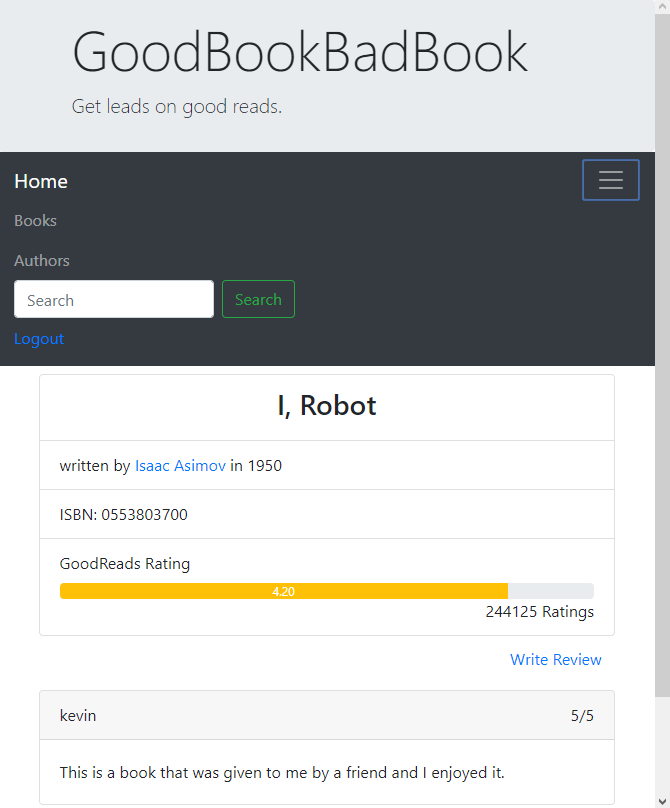 GoodBookBadBook
Get leads on good reads.
Home
Books
Authors
Search Search
Logout
I, Robot
written by Isaac Asimov in 1950
ISBN: 0553803700
GoodReads Rating
4.20
244125 Ratings
Write Review
kevin 5/5
This is a book that was given to me by a friend and I enjoyed it.